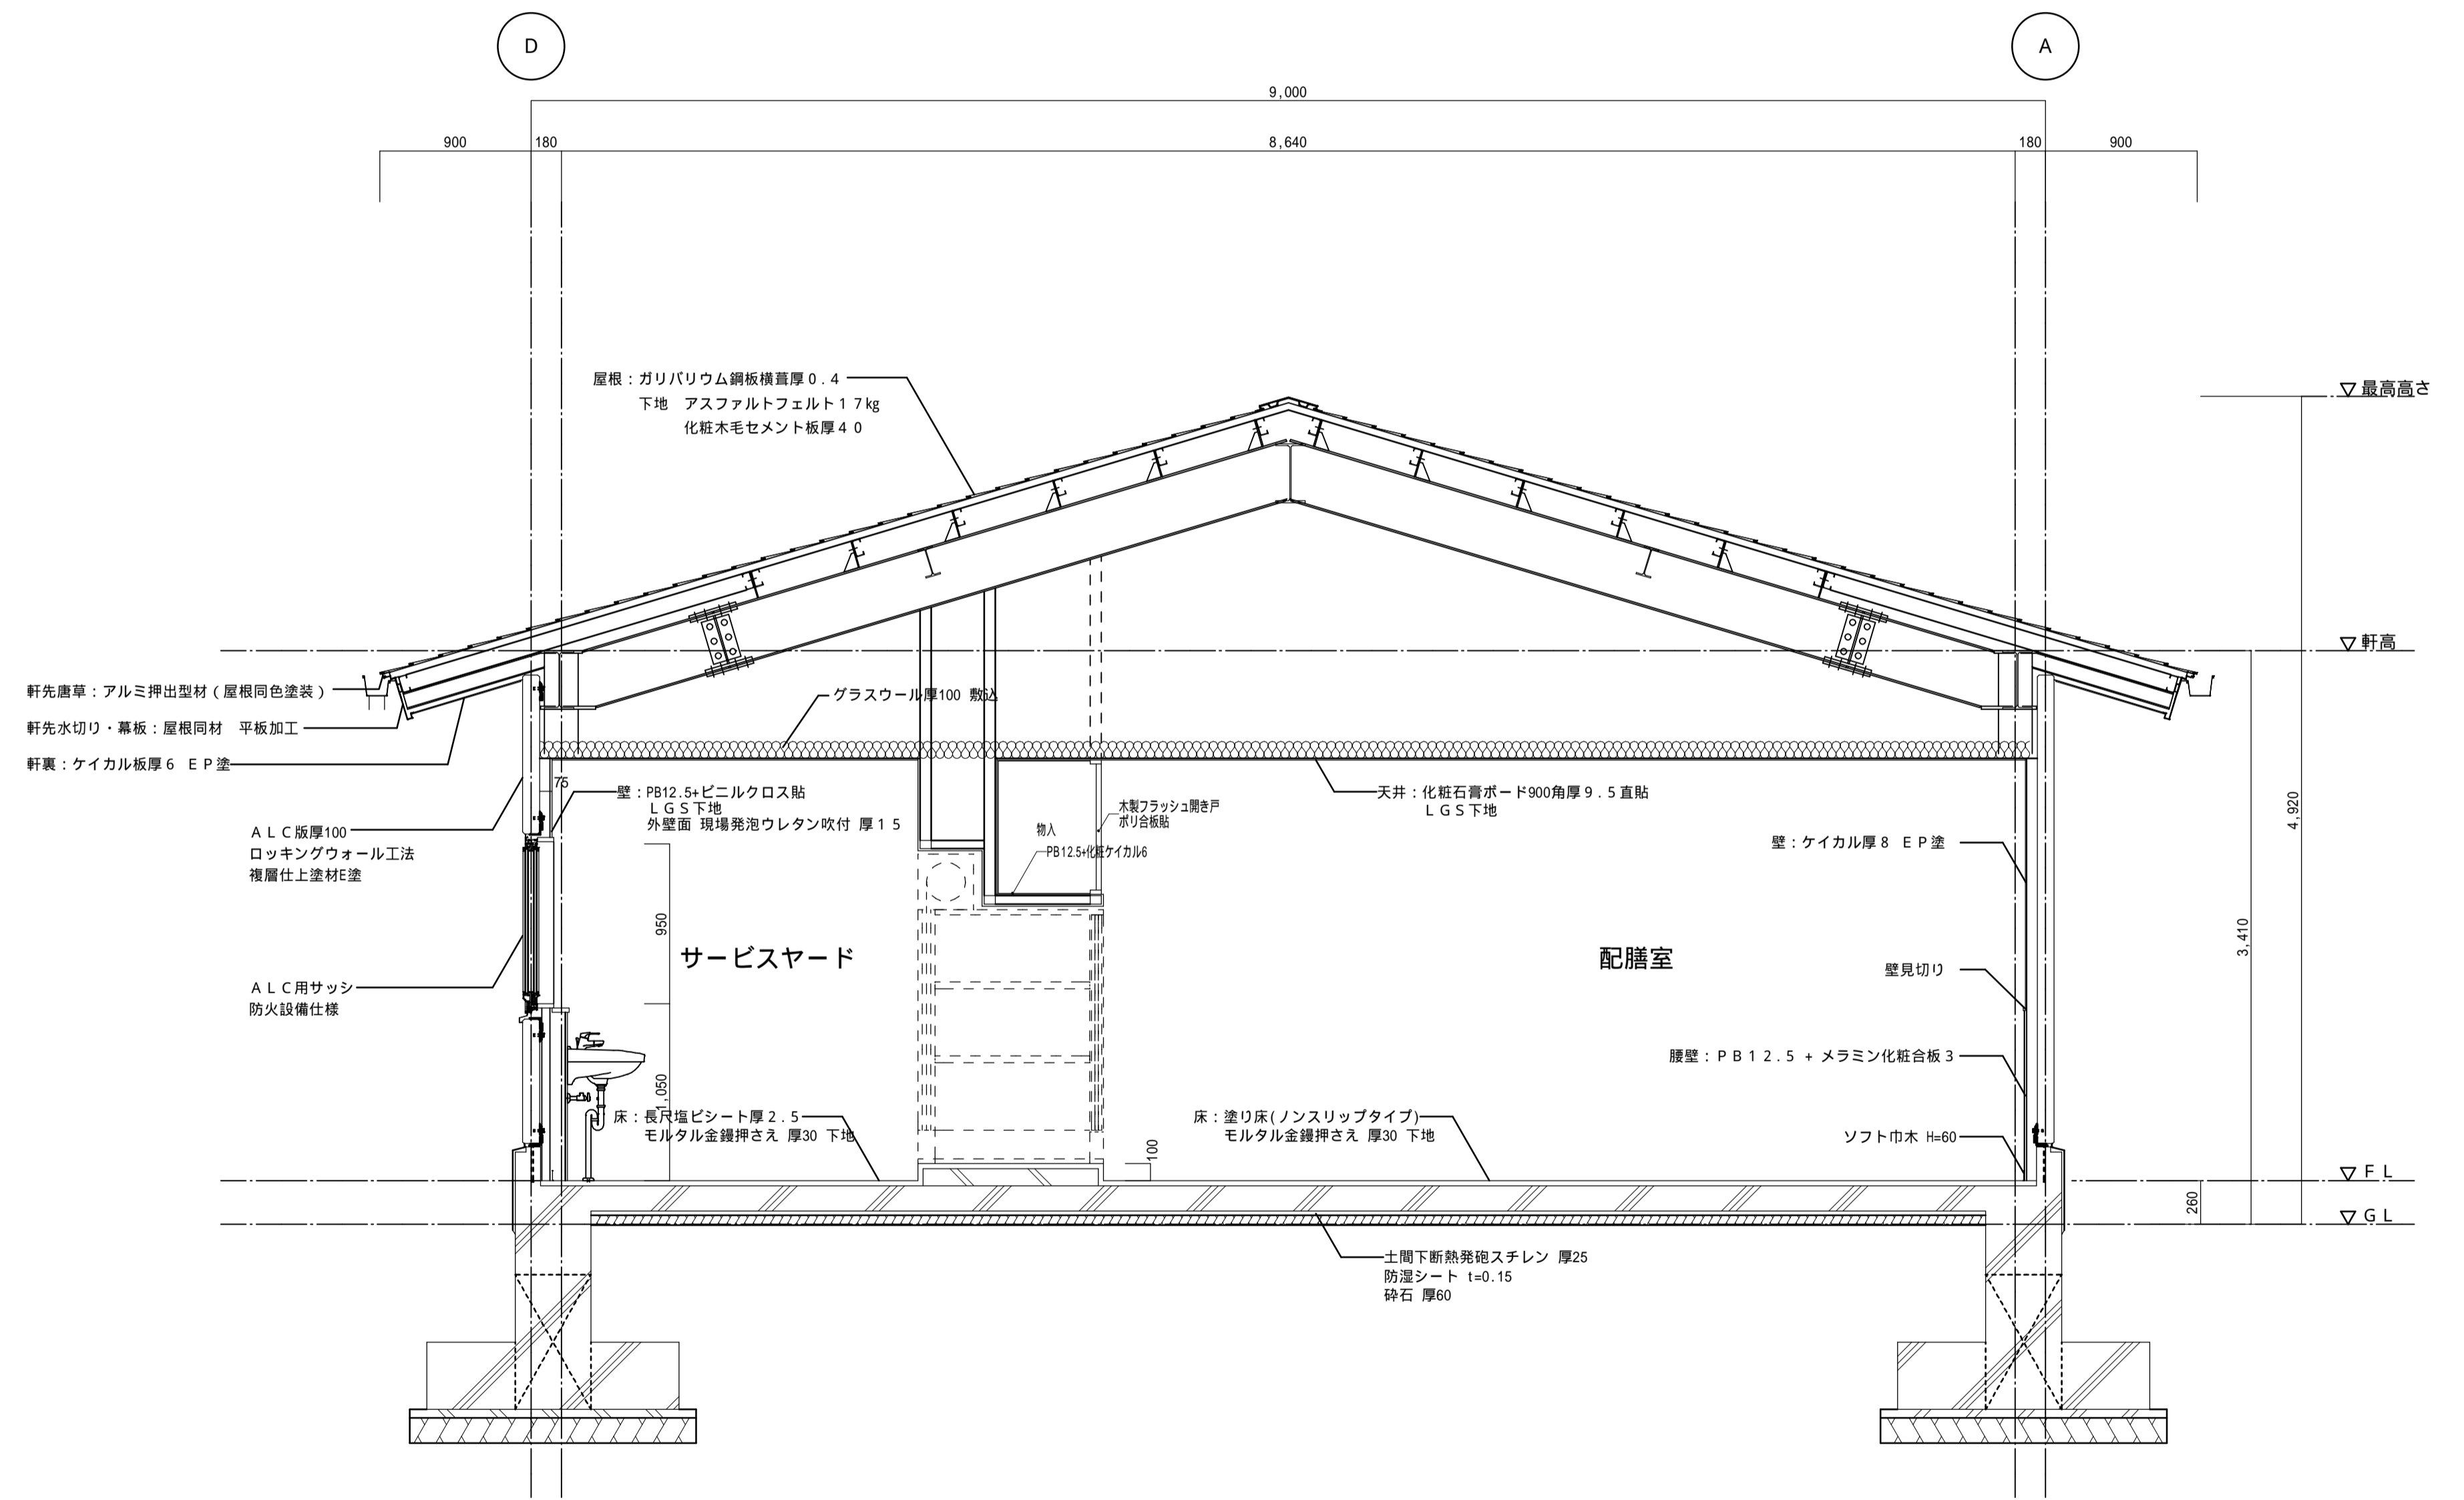 D
A
9,000
900
180
8,640
180
900
▽ 最高高さ
屋根：ガリバリウム鋼板横葺厚０.４
下地　アスファルトフェルト１７kg
化粧木毛セメント板厚４０
▽ 軒高
軒先唐草：アルミ押出型材（屋根同色塗装）
軒先水切り・幕板：屋根同材　平板加工
軒裏：ケイカル板厚６　ＥＰ塗
グラスウール厚100 敷込
75
壁：PB12.5+ビニルクロス貼
ＬＧＳ下地
外壁面 現場発泡ウレタン吹付 厚１５
天井：化粧石膏ボード900角厚９.５直貼
ＬＧＳ下地
木製フラッシュ開き戸
ポリ合板貼
物入
PB12.5+化粧ケイカル6
4,920
ＡＬＣ版厚100
ロッキングウォール工法
複層仕上塗材E塗
壁：ケイカル厚８　ＥＰ塗
950
3,410
サービスヤード
配膳室
壁見切り
ＡＬＣ用サッシ
防火設備仕様
腰壁：ＰＢ１２.５ + メラミン化粧合板３
1,050
床：長尺塩ビシート厚２.５
モルタル金鏝押さえ 厚30 下地
床：塗り床(ノンスリップタイプ)
モルタル金鏝押さえ 厚30 下地
100
ソフト巾木 H=60
▽ ＦＬ
260
▽ ＧＬ
土間下断熱発砲スチレン 厚25
防湿シート t=0.15
砕石 厚60